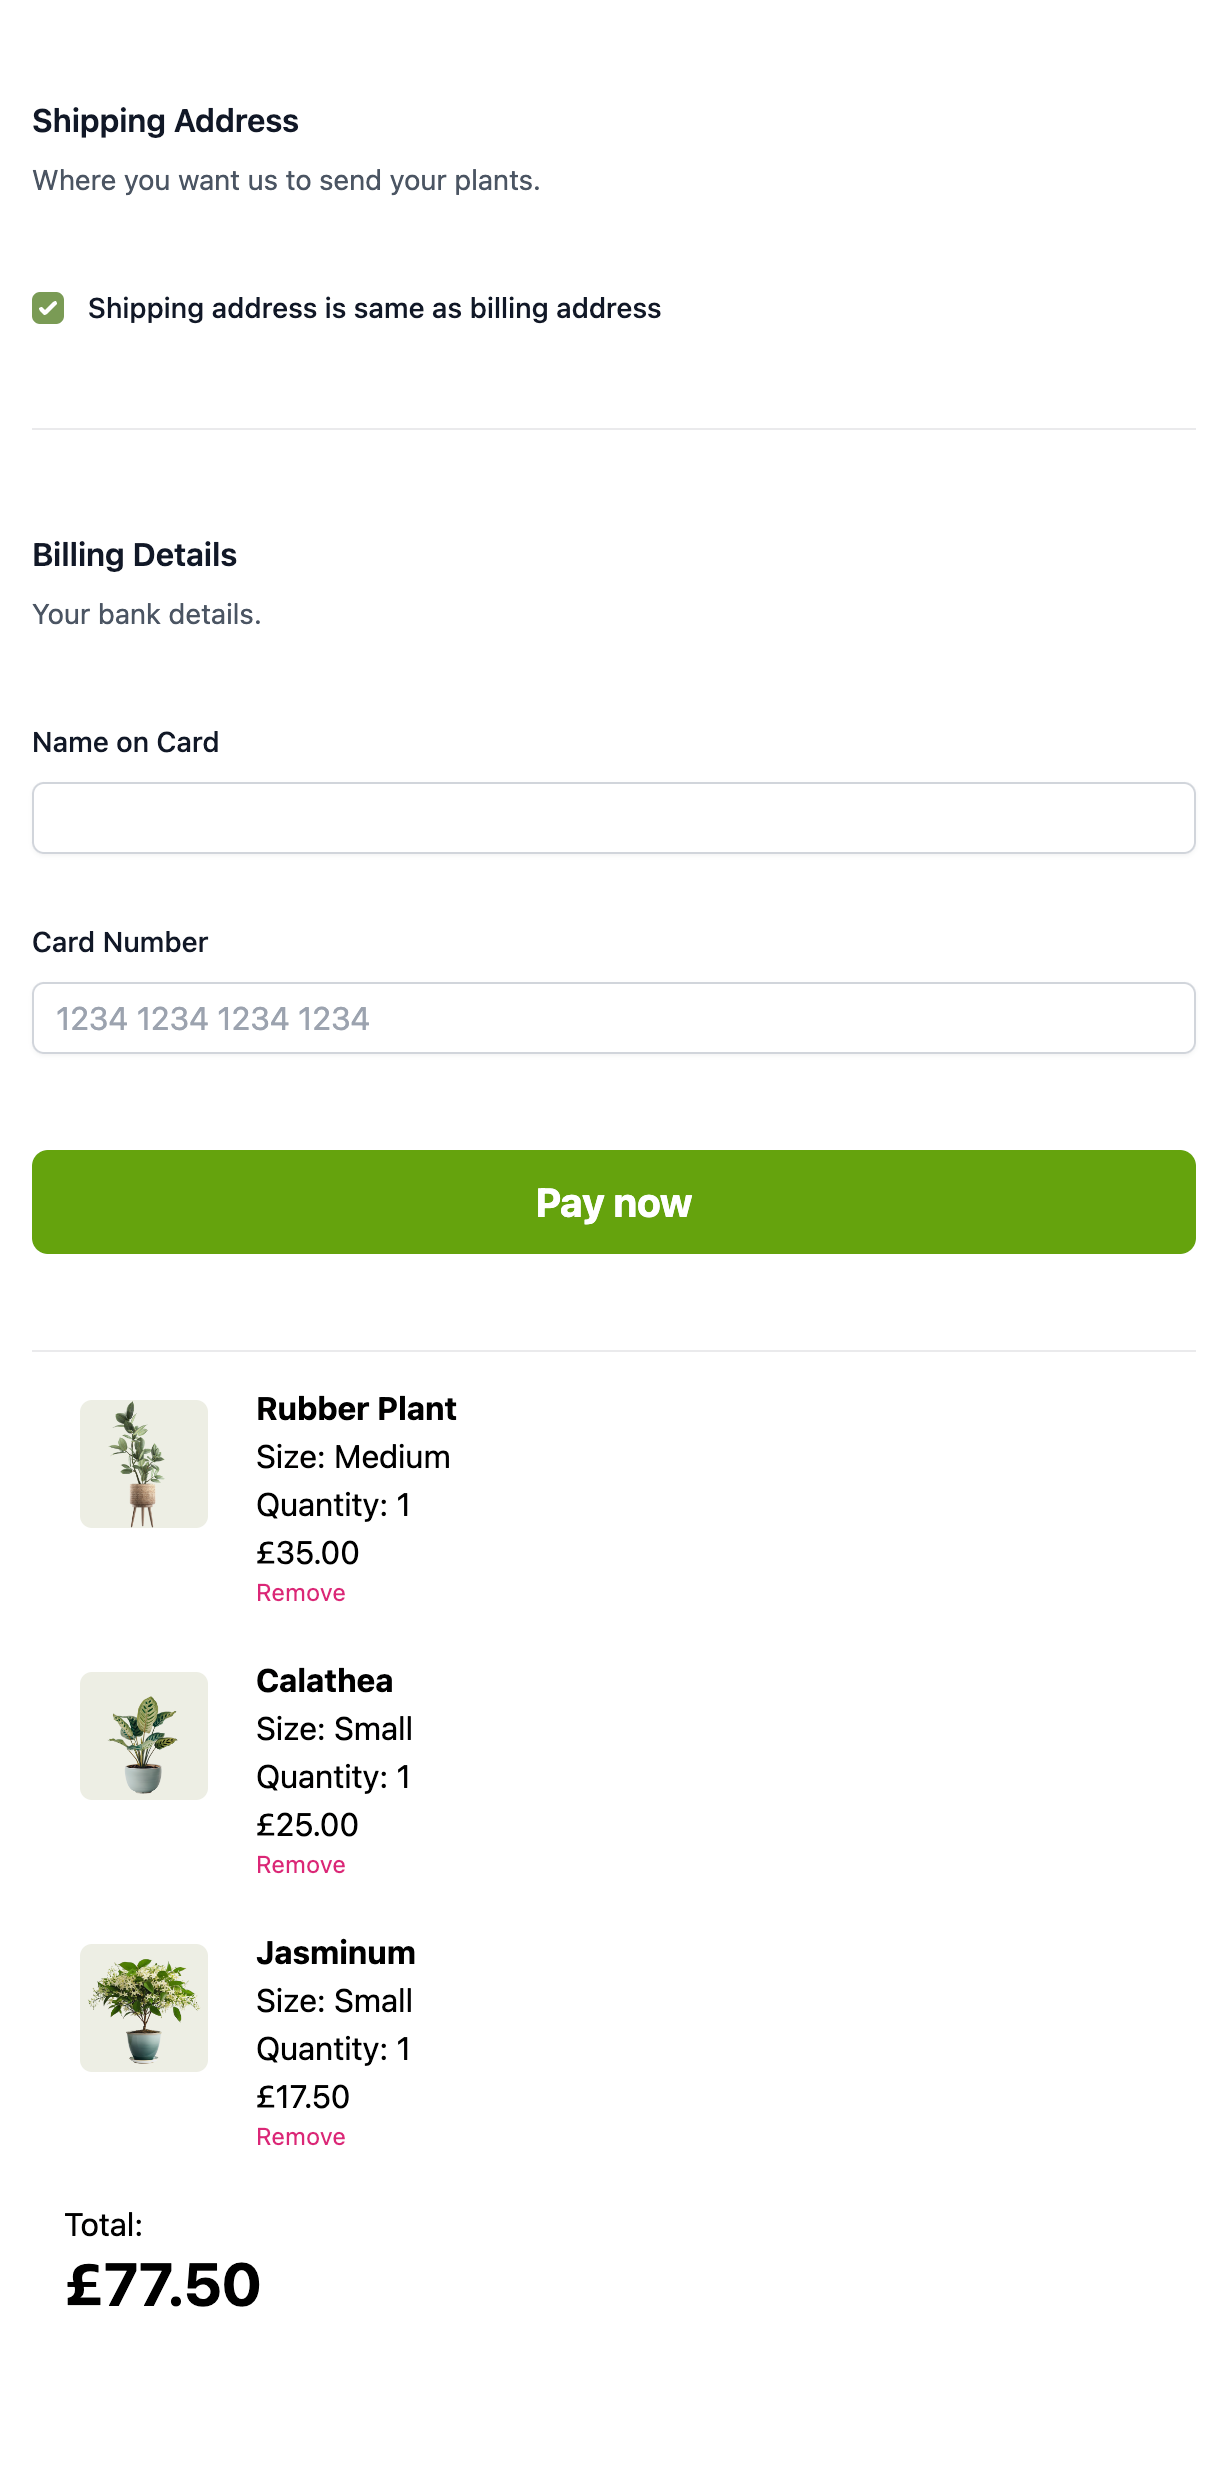 Shipping Address
Where you want us to send your plants.
Shipping address is same as billing address
Billing Details
Your bank details.
Name on Card
Card Number
1234 1234 1234 1234
Pay now
Rubber Plant
Size: Medium
Quantity: 1
£35.00
Remove
Calathea
Size: Small
Quantity: 1
£25.00
Remove
Jasminum
Size: Small
Quantity: 1
£17.50
Remove
Total:
£77.50